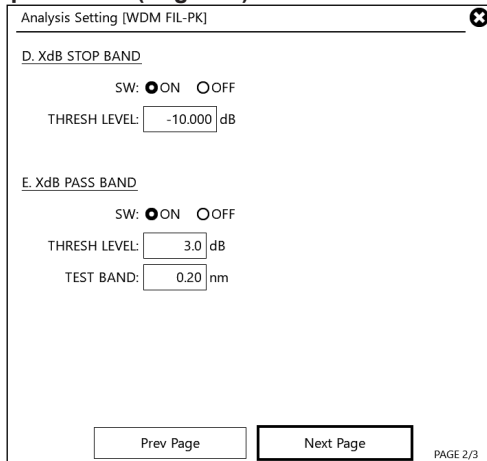 Analysis Setting [WDM FIL-PK]
D. XdB STOP BAND
SW: ON OFF
THRESH LEVEL: -10.000 dB
E. XdB PASS BAND
SW: ON OFF
THRESH LEVEL: 3.0 dB
TEST BAND: 0.20 nm
Prev Page Next Page PAGE 2/3